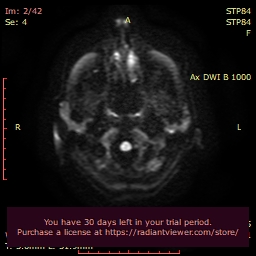 Im: 2/42
Se: 4
A
STP84
STP84
F
Ax DWI B 1000
R
L
You have 30 days left in your trial period.
Purchase a license at https://radiantviewer.com/store/